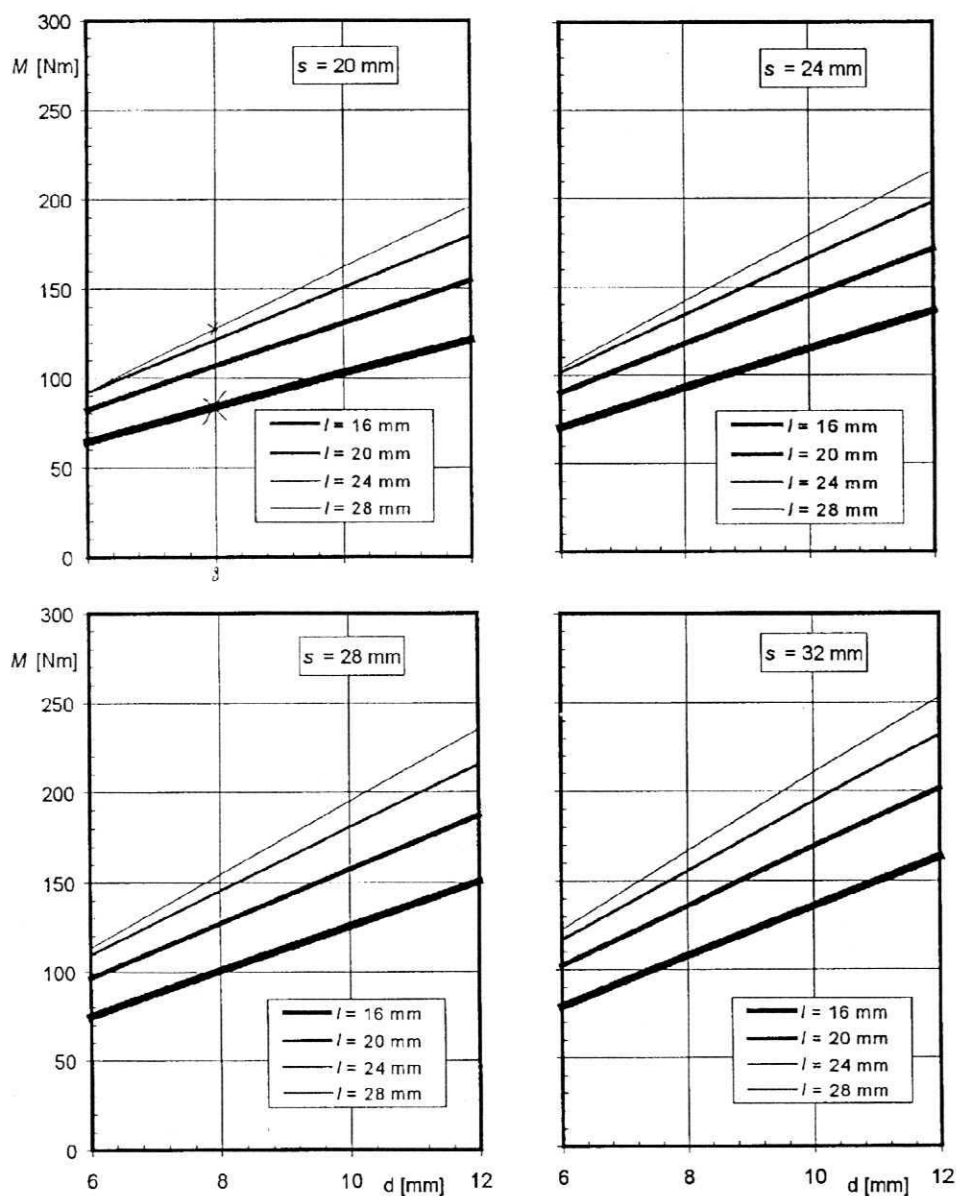 300
M [Nm]
s = 20 mm
s = 24 mm
250
200
150
100
50
0
l = 16 mm
l = 20 mm
l = 24 mm
l = 28 mm
l = 16 mm
l = 20 mm
l = 24 mm
l = 28 mm
8
300
M [Nm]
s = 28 mm
s = 32 mm
250
200
150
100
50
0
l = 16 mm
l = 20 mm
l = 24 mm
l = 28 mm
l = 16 mm
l = 20 mm
l = 24 mm
l = 28 mm
6 8 10 d [mm] 12
6 8 10 d [mm] 12